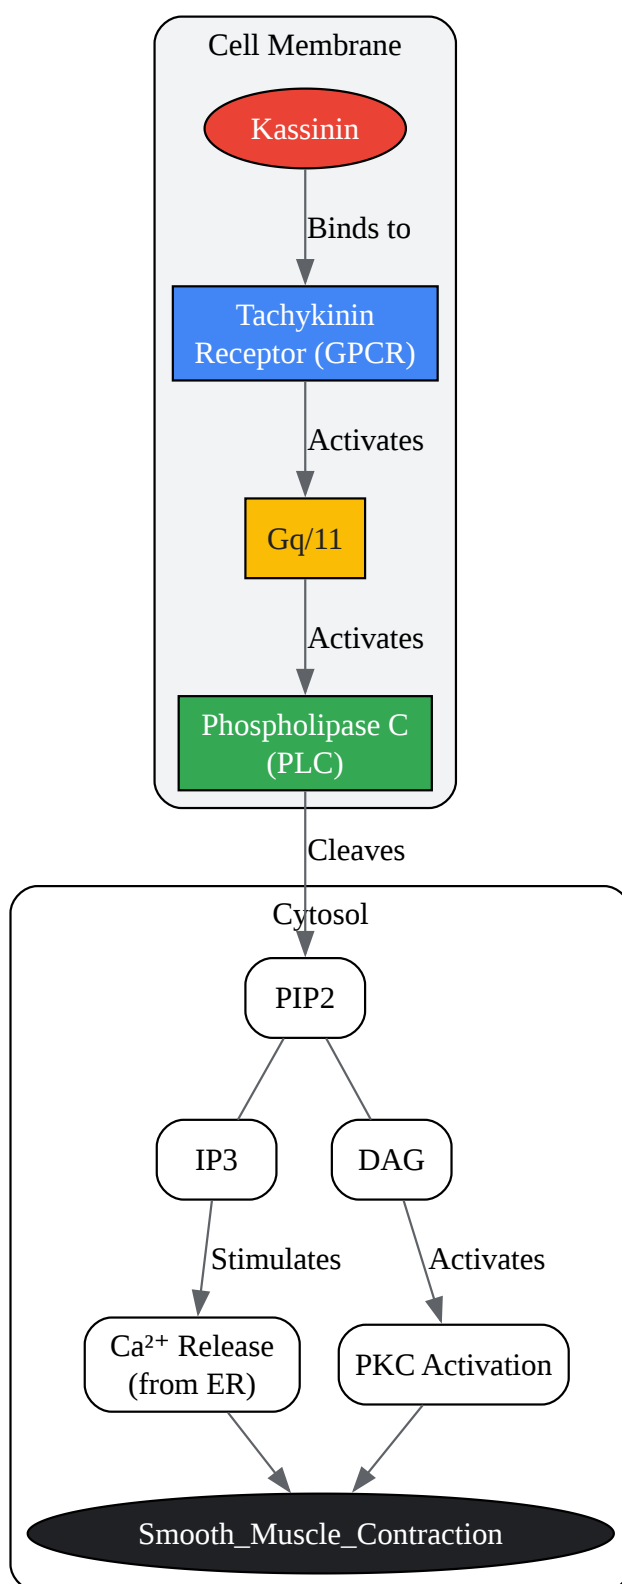 Cell Membrane
Kassinin
Binds to
Tachykinin
Receptor (GPCR)
Activates
Gq/11
Activates
Phospholipase C
(PLC)
Cleaves
Cytosol
PIP2
IP3
DAG
Stimulates
Activates
Ca²⁺ Release
(from ER)
PKC Activation
Smooth_Muscle_Contraction